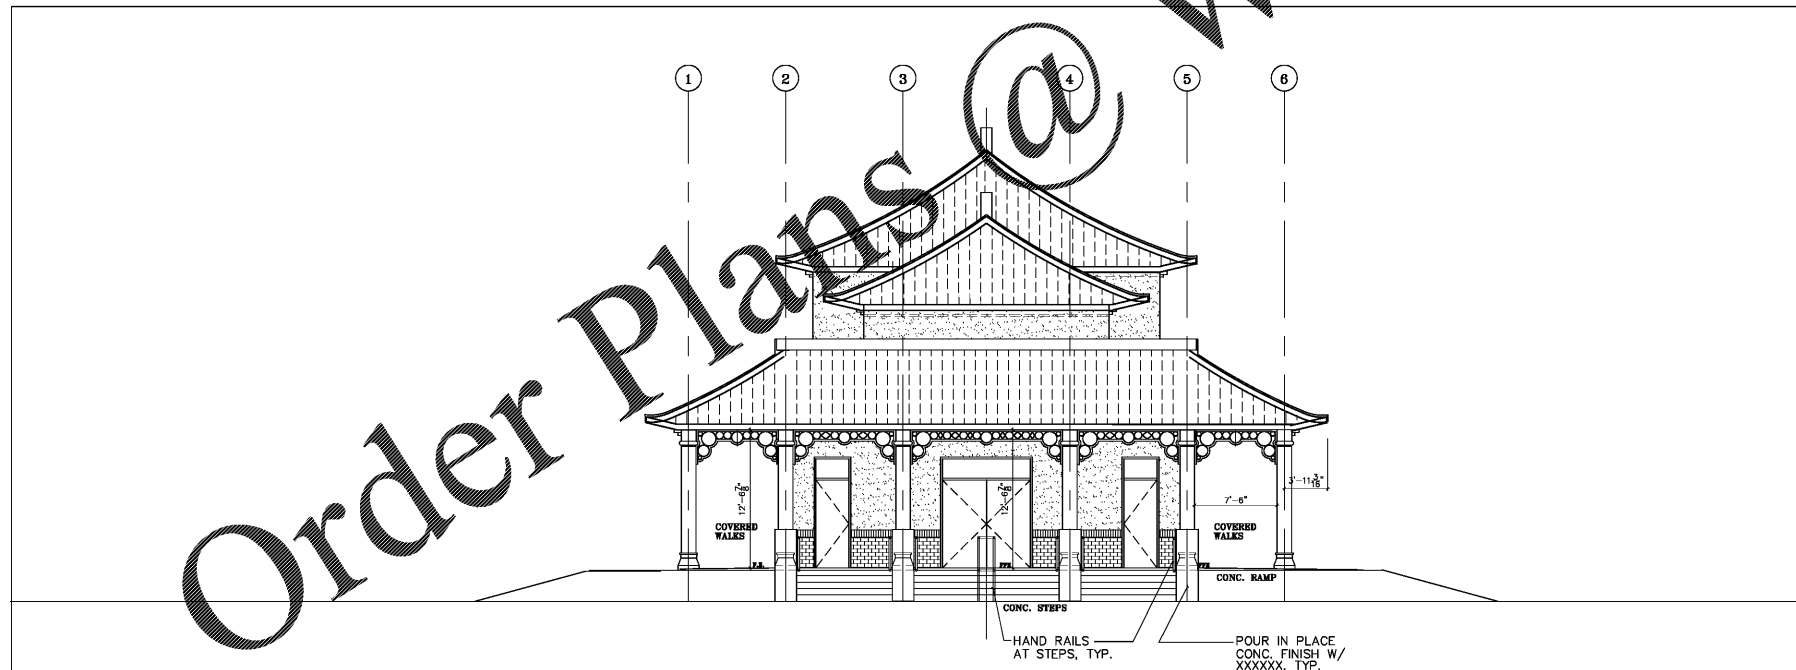 Order Plans @ W
1 2 3 4 5 6
12'-6 7/8"
12'-6 7/8"
3'-11 3/16"
7'-6"
COVERED
WALKS
COVERED
WALKS
F.E.
FFE
FFE
CONC. RAMP
CONC. STEPS
HAND RAILS
AT STEPS, TYP.
POUR IN PLACE
CONC. FINISH W/
XXXXXX, TYP.